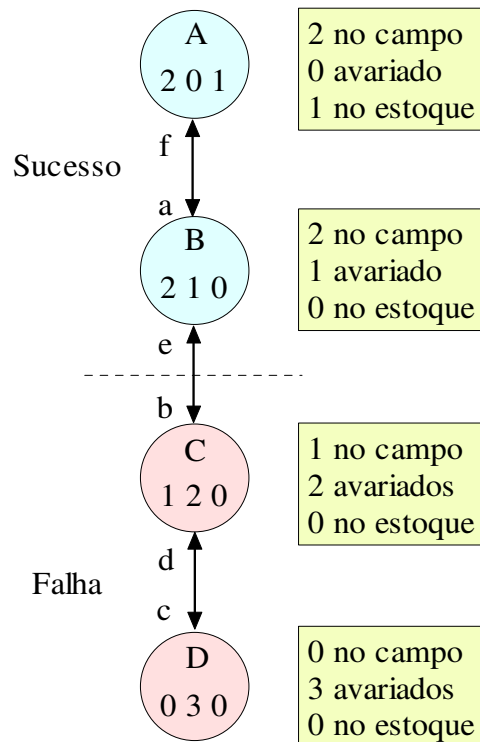 A
2 0 1
2 no campo
0 avariado
1 no estoque
f
Sucesso
a
B
2 1 0
2 no campo
1 avariado
0 no estoque
e
b
C
1 2 0
1 no campo
2 avariados
0 no estoque
d
Falha
c
D
0 3 0
0 no campo
3 avariados
0 no estoque